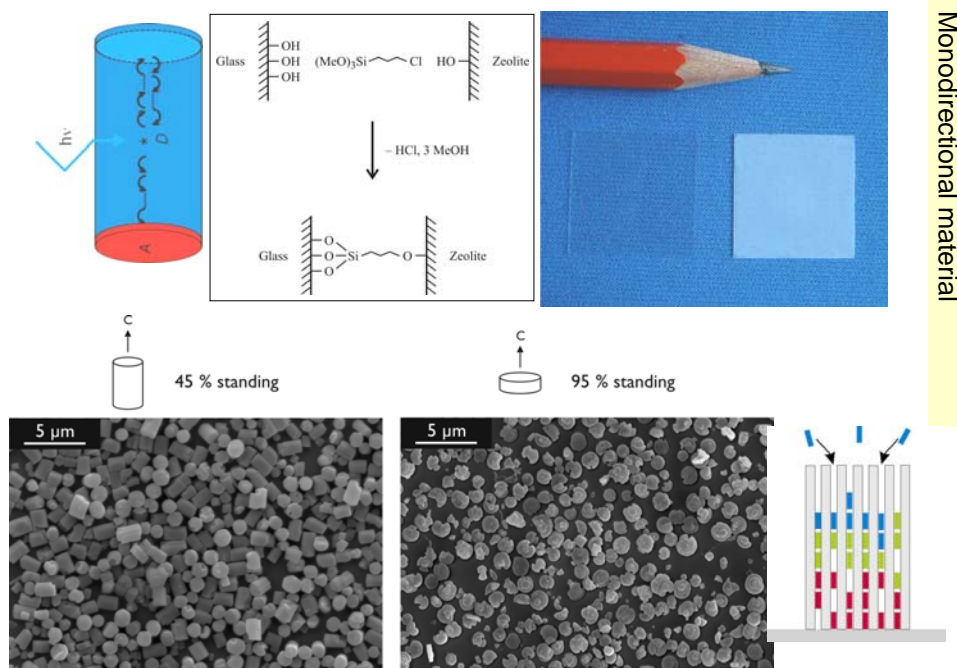 Monodirectional material
hν
*
D
A
Glass
OH
OH
OH
(MeO)₃Si
Cl
HO
Zeolite
– HCl, 3 MeOH
Glass
O
O
O
Si
O
Zeolite
C
45 % standing
C
95 % standing
5 µm
5 µm